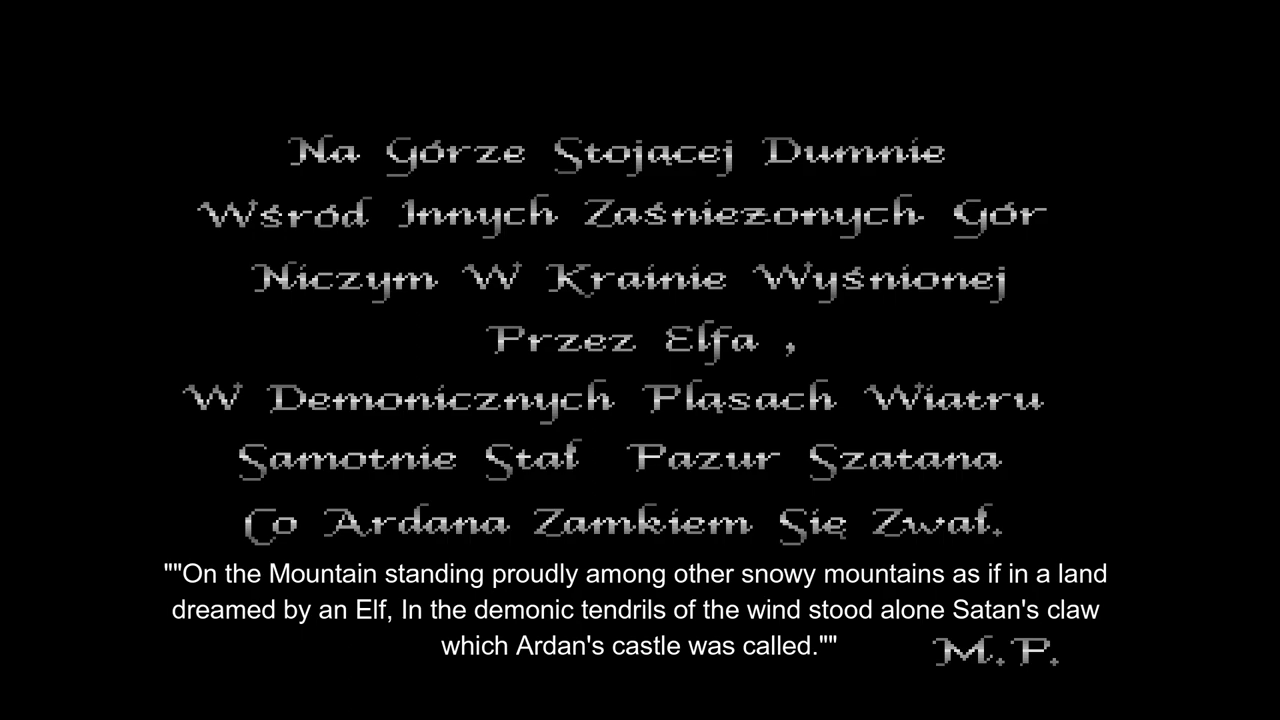 Na Górze Stojacej Dumnie
Wśród Innych Zaśniezonych Gór
Niczym W Krainie Wyśnionej
Przez Elfa ,
W Demonicznych Pląsach Wiatru
Samotnie Stał Pazur Szatana
Co Ardana Zamkiem Się Zwał.
""On the Mountain standing proudly among other snowy mountains as if in a land
dreamed by an Elf, In the demonic tendrils of the wind stood alone Satan's claw
which Ardan's castle was called.""
M.P.